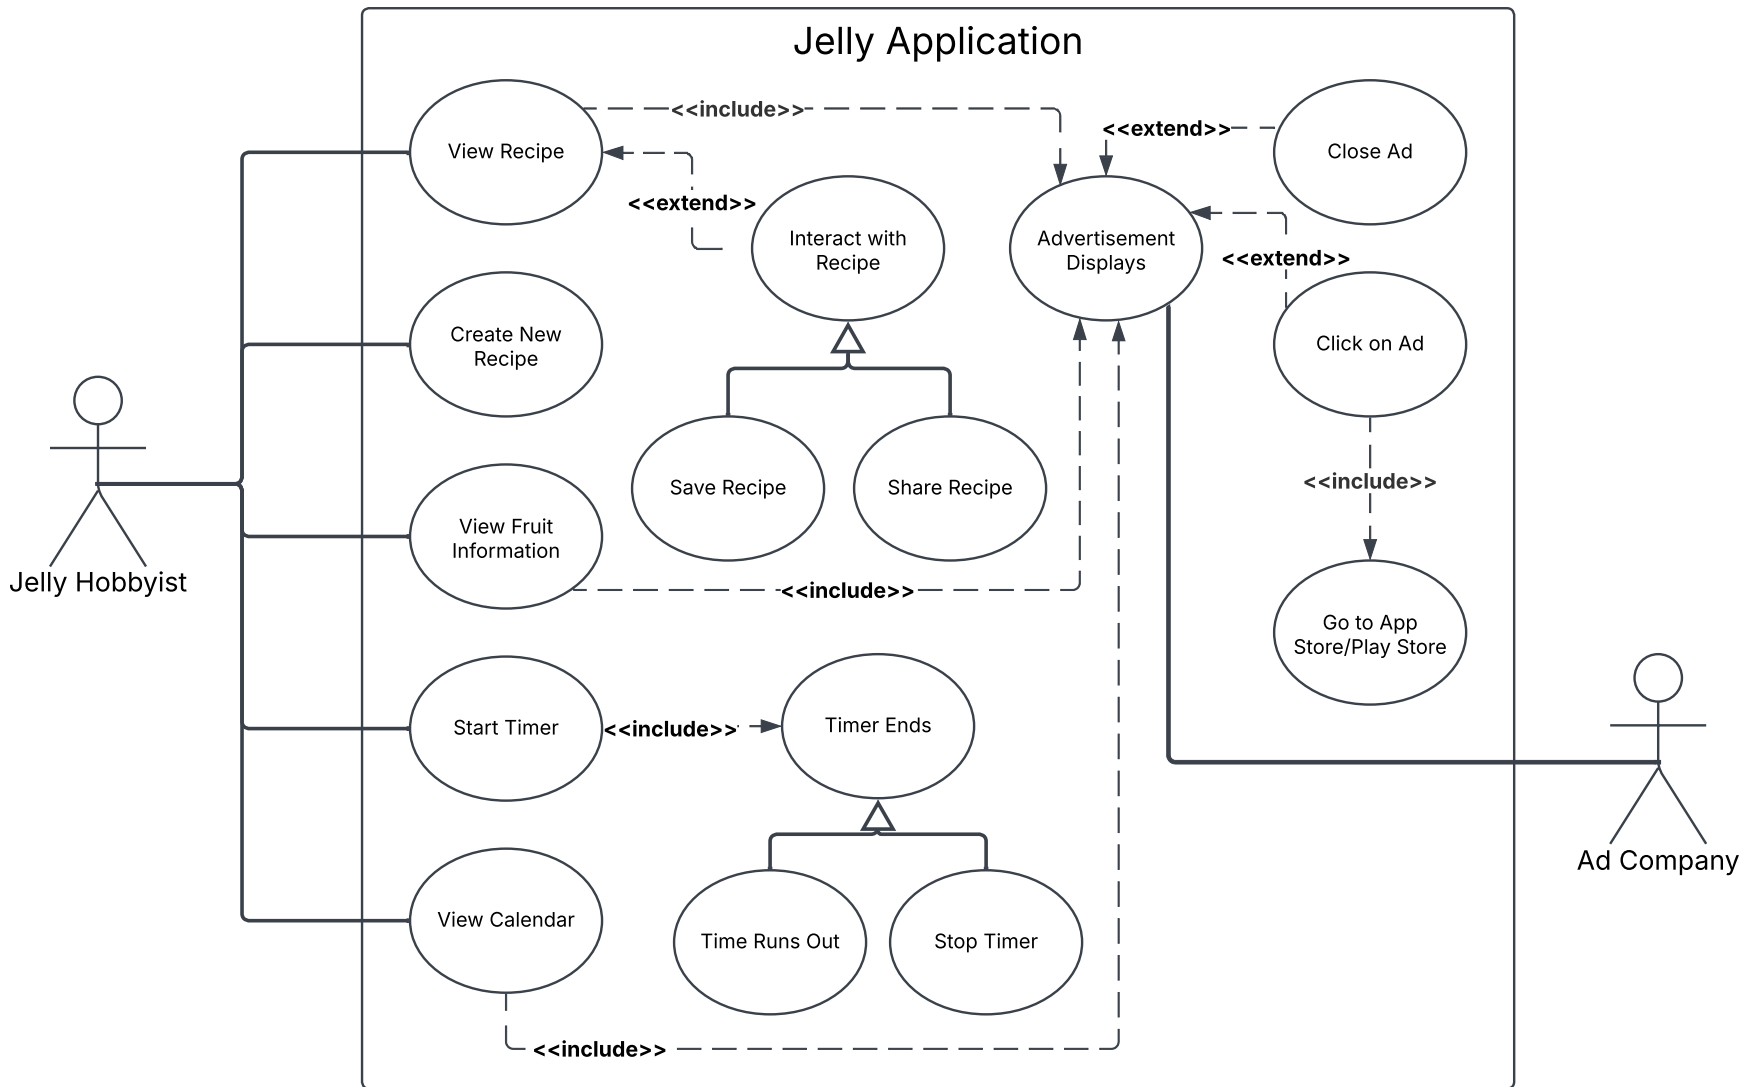 Jelly Application
View Recipe
<<include>>
<<extend>>
Close Ad
<<extend>>
Interact with
Recipe
Advertisement
Displays
<<extend>>
Create New
Recipe
Click on Ad
Save Recipe
Share Recipe
<<include>>
View Fruit
Information
Jelly Hobbyist
<<include>>
Go to App
Store/Play Store
Start Timer
<<include>>
Timer Ends
Ad Company
View Calendar
Time Runs Out
Stop Timer
<<include>>